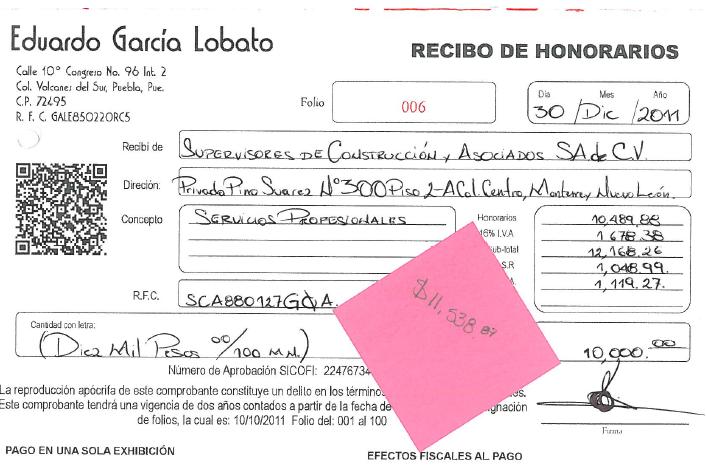 Eduardo García Lobato
RECIBO DE HONORARIOS
Calle 10° Congreso No. 96 Int. 2
Col. Volcanes del Sur, Puebla, Pue.
C.P. 72495
R. F. C. GALE850220RC5
Folio 006
Día Mes Año
30 / Dic / 2011
Recibí de SUPERVISORES DE CONSTRUCCIÓN Y ASOCIADOS SA de C.V.
Direción: Privada Pino Suarez N°300 Piso 2-A Col. Centro, Monterrey Nuevo León.
Concepto SERVICIOS PROFESIONALES
Honorarios 10,489.88
16% I.V.A 1 678.38
Sub-total 12,168.26
S.R 1,048.99.
A. 1,119.27.
R.F.C. SCA880127
$11,538.87
Cantidad con letra:
(Diez Mil Pesos 00/100 M.N.) 10,000.00
Número de Aprobación SICOFI: 22476734
La reproducción apócrifa de este comprobante constituye un delito en los términos
Este comprobante tendrá una vigencia de dos años contados a partir de la fecha de
de folios, la cual es: 10/10/2011 Folio del: 001 al 100
Firma
PAGO EN UNA SOLA EXHIBICIÓN
EFECTOS FISCALES AL PAGO